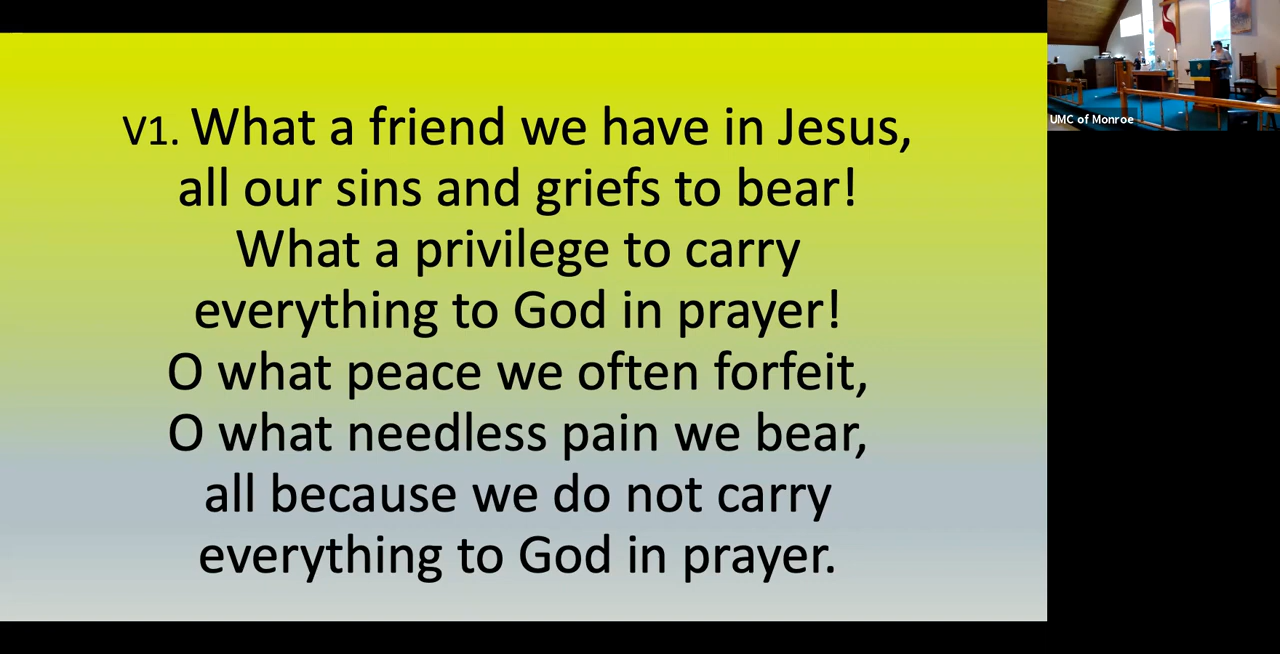 V1. What a friend we have in Jesus,
all our sins and griefs to bear!
What a privilege to carry
everything to God in prayer!
O what peace we often forfeit,
O what needless pain we bear,
all because we do not carry
everything to God in prayer.
UMC of Monroe